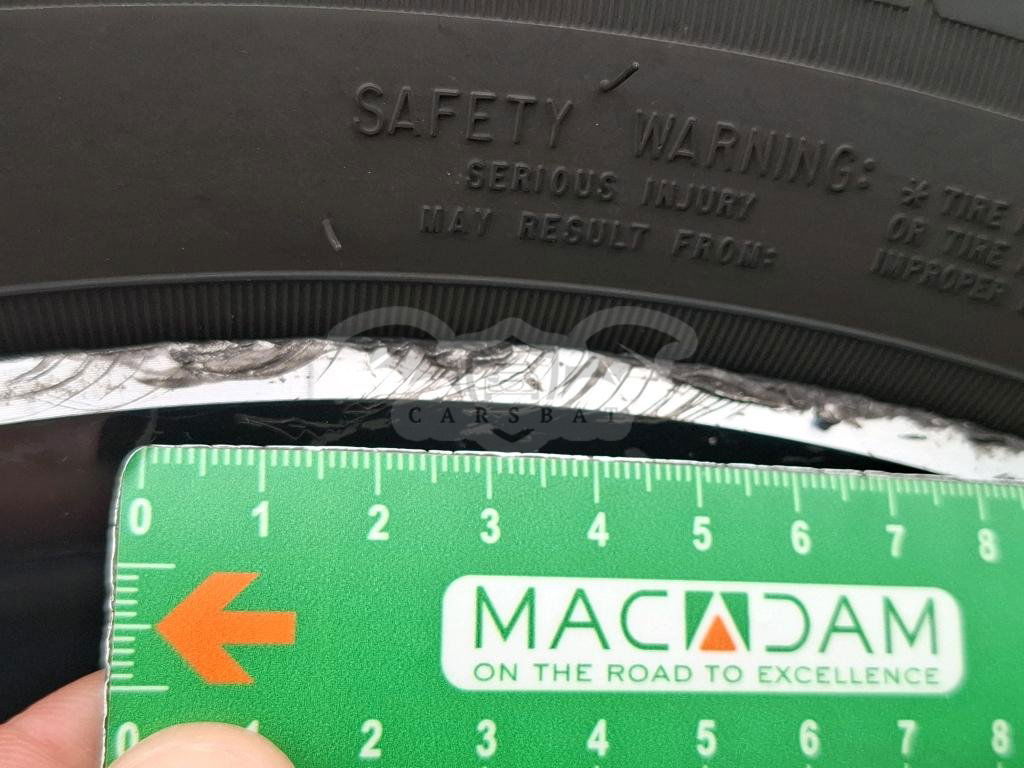 SAFETY WARNING:
SERIOUS INJURY
MAY RESULT FROM:
* TIRE
OR TIRE
IMPROPER
CARSBAT
0 1 2 3 4 5 6 7 8
MACADAM
ON THE ROAD TO EXCELLENCE
0 1 2 3 4 5 6 7 8